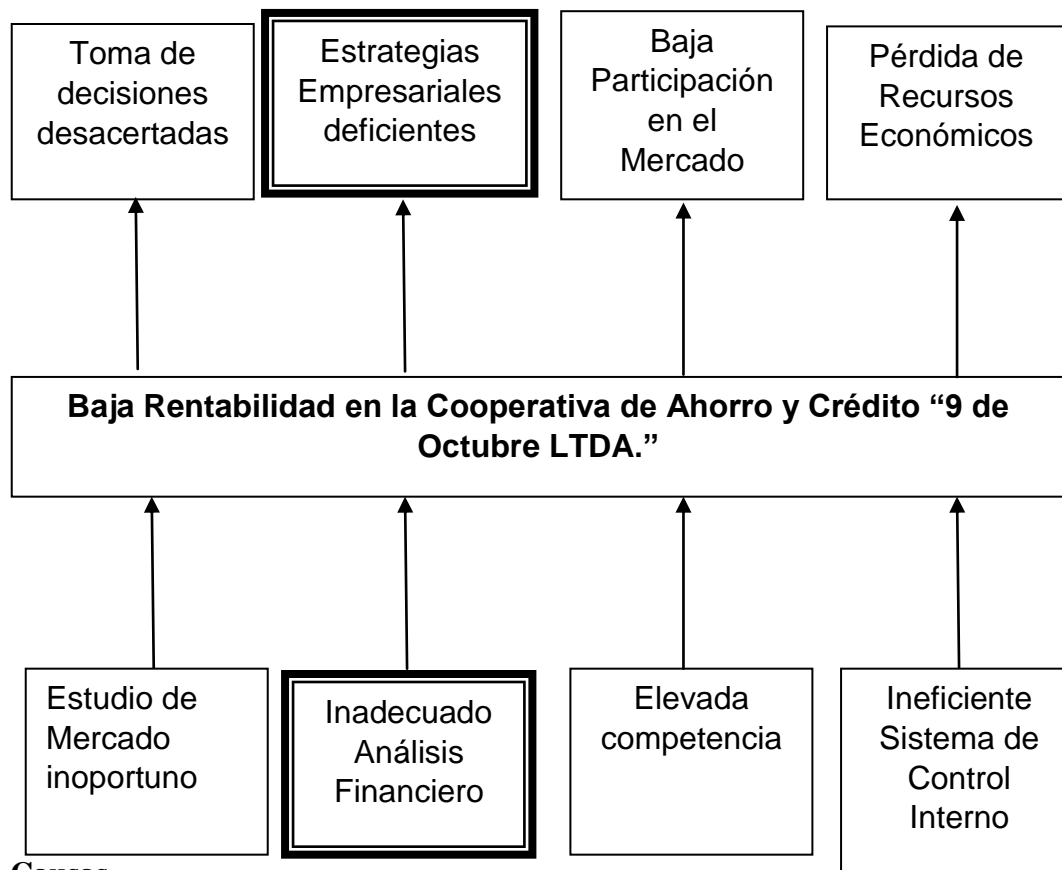 Toma de
decisiones
desacertadas
Estrategias
Empresariales
deficientes
Baja
Participación
en el
Mercado
Pérdida de
Recursos
Económicos
Baja Rentabilidad en la Cooperativa de Ahorro y Crédito “9 de
Octubre LTDA.”
Estudio de
Mercado
inoportuno
Inadecuado
Análisis
Financiero
Elevada
competencia
Ineficiente
Sistema de
Control
Interno